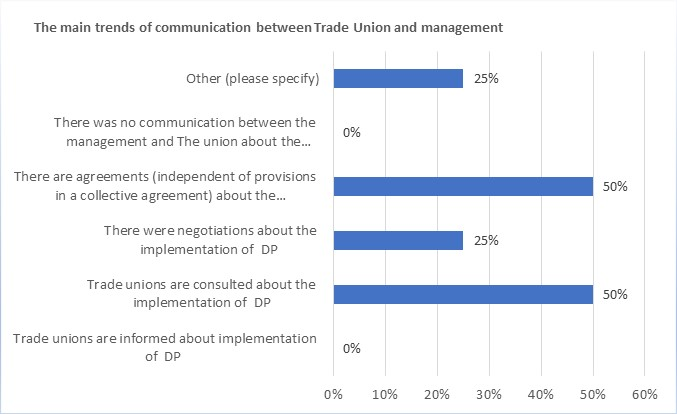 The main trends of communication between Trade Union and management
Other (please specify)
25%
There was no communication between the
management and The union about the…
0%
There are agreements (independent of provisions
in a collective agreement) about the…
50%
There were negotiations about the
implementation of  DP
25%
Trade unions are consulted about the
implementation of  DP
50%
Trade unions are informed about implementation
of  DP
0%
0% 10% 20% 30% 40% 50% 60%